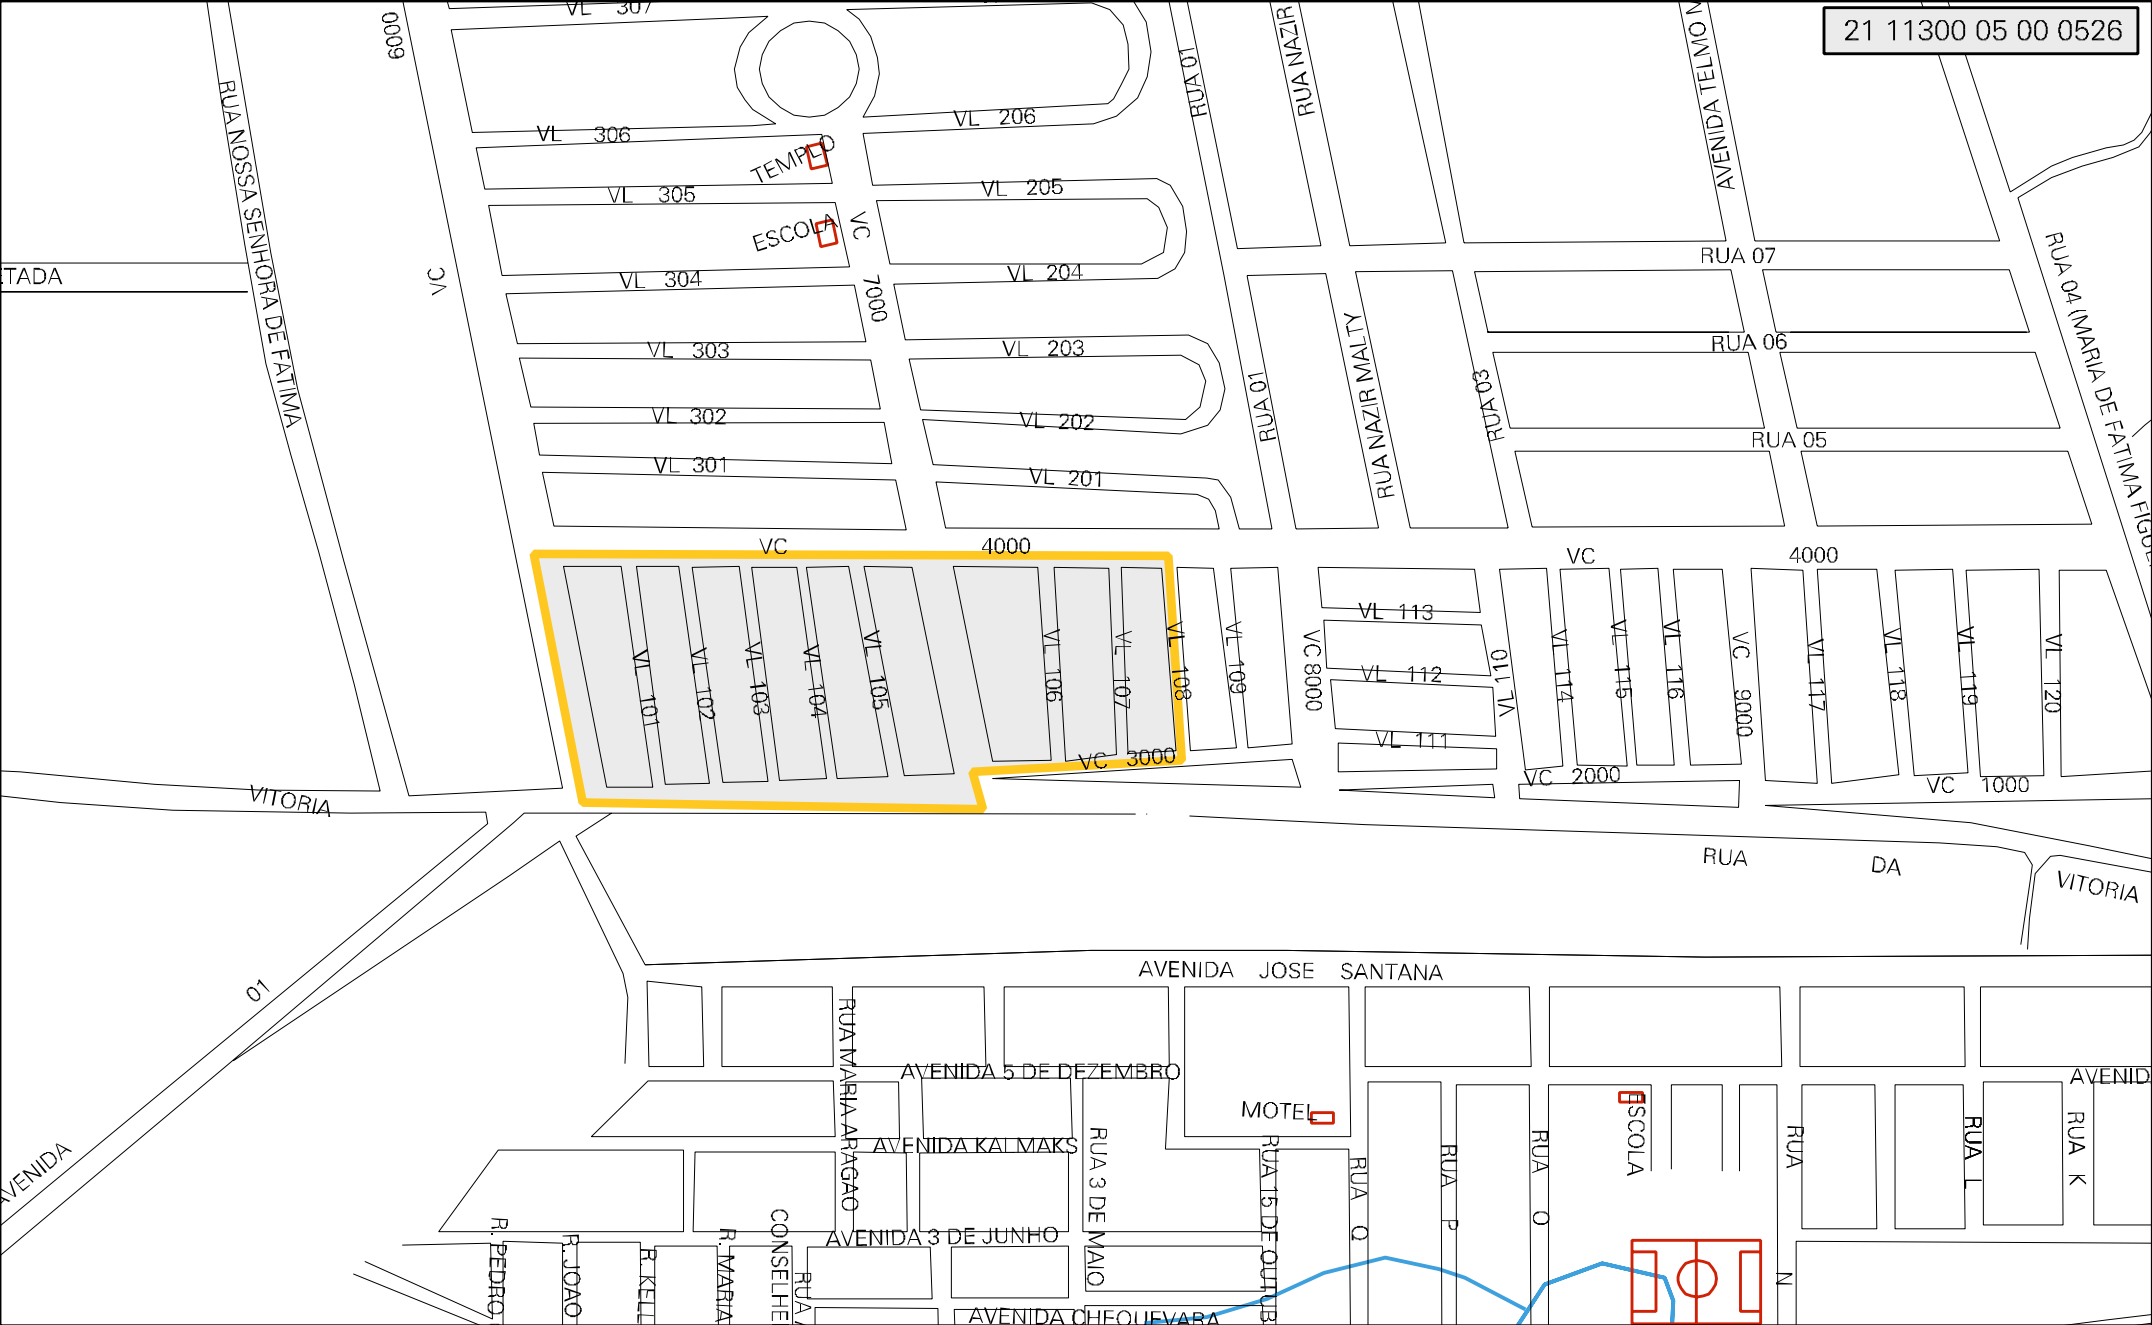 21 11300 05 00 0526
VL 307
6000
RUA 01
RUA NAZIR
AVENIDA TELMO
RUA NOSSA SENHORA DE FATIMA
VL 306
VL 206
TEMPLO
VL 305
VL 205
ESCOLA
VC
7000
VC
VL 304
VL 204
RUA 07
ETADA
RUA 04 (MARIA DE FATIMA
VL 303
VL 203
RUA 06
RUA 01
RUA NAZIR MALTY
RUA 03
VL 302
VL 202
RUA 05
VL 301
VL 201
VC 4000
VC 4000
VL 101
VL 102
VL 103
VL 104
VL 105
VL 106
VL 107
VL 108
VL 109
VC 8000
VL 113
VL 112
VL 111
VL 110
VL 114
VL 115
VL 116
VC 9000
VL 117
VL 118
VL 119
VL 120
VC 3000
VC 2000
VC 1000
VITORIA
RUA DA VITORIA
01
AVENIDA
AVENIDA JOSE SANTANA
RUA MARIA ARAGAO
AVENIDA 5 DE DEZEMBRO
AVENID
MOTEL
ESCOLA
AVENIDA KAL MAKS
RUA 3 DE MAIO
RUA 15 DE OUTUB
RUA Q
RUA P
RUA O
RUA N
RUA L
RUA K
AVENIDA 3 DE JUNHO
R. PEDRO
R. JOAO
R. KELL
R. MARIA
CONSELHE
RUA
AVENIDA CHEQUEVARA